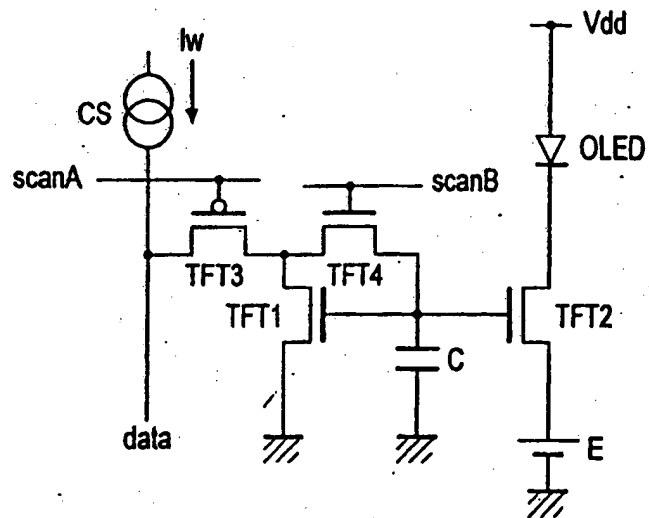 Vdd
Iw
CS
OLED
scanA
scanB
TFT3
TFT4
TFT1
TFT2
C
data
E